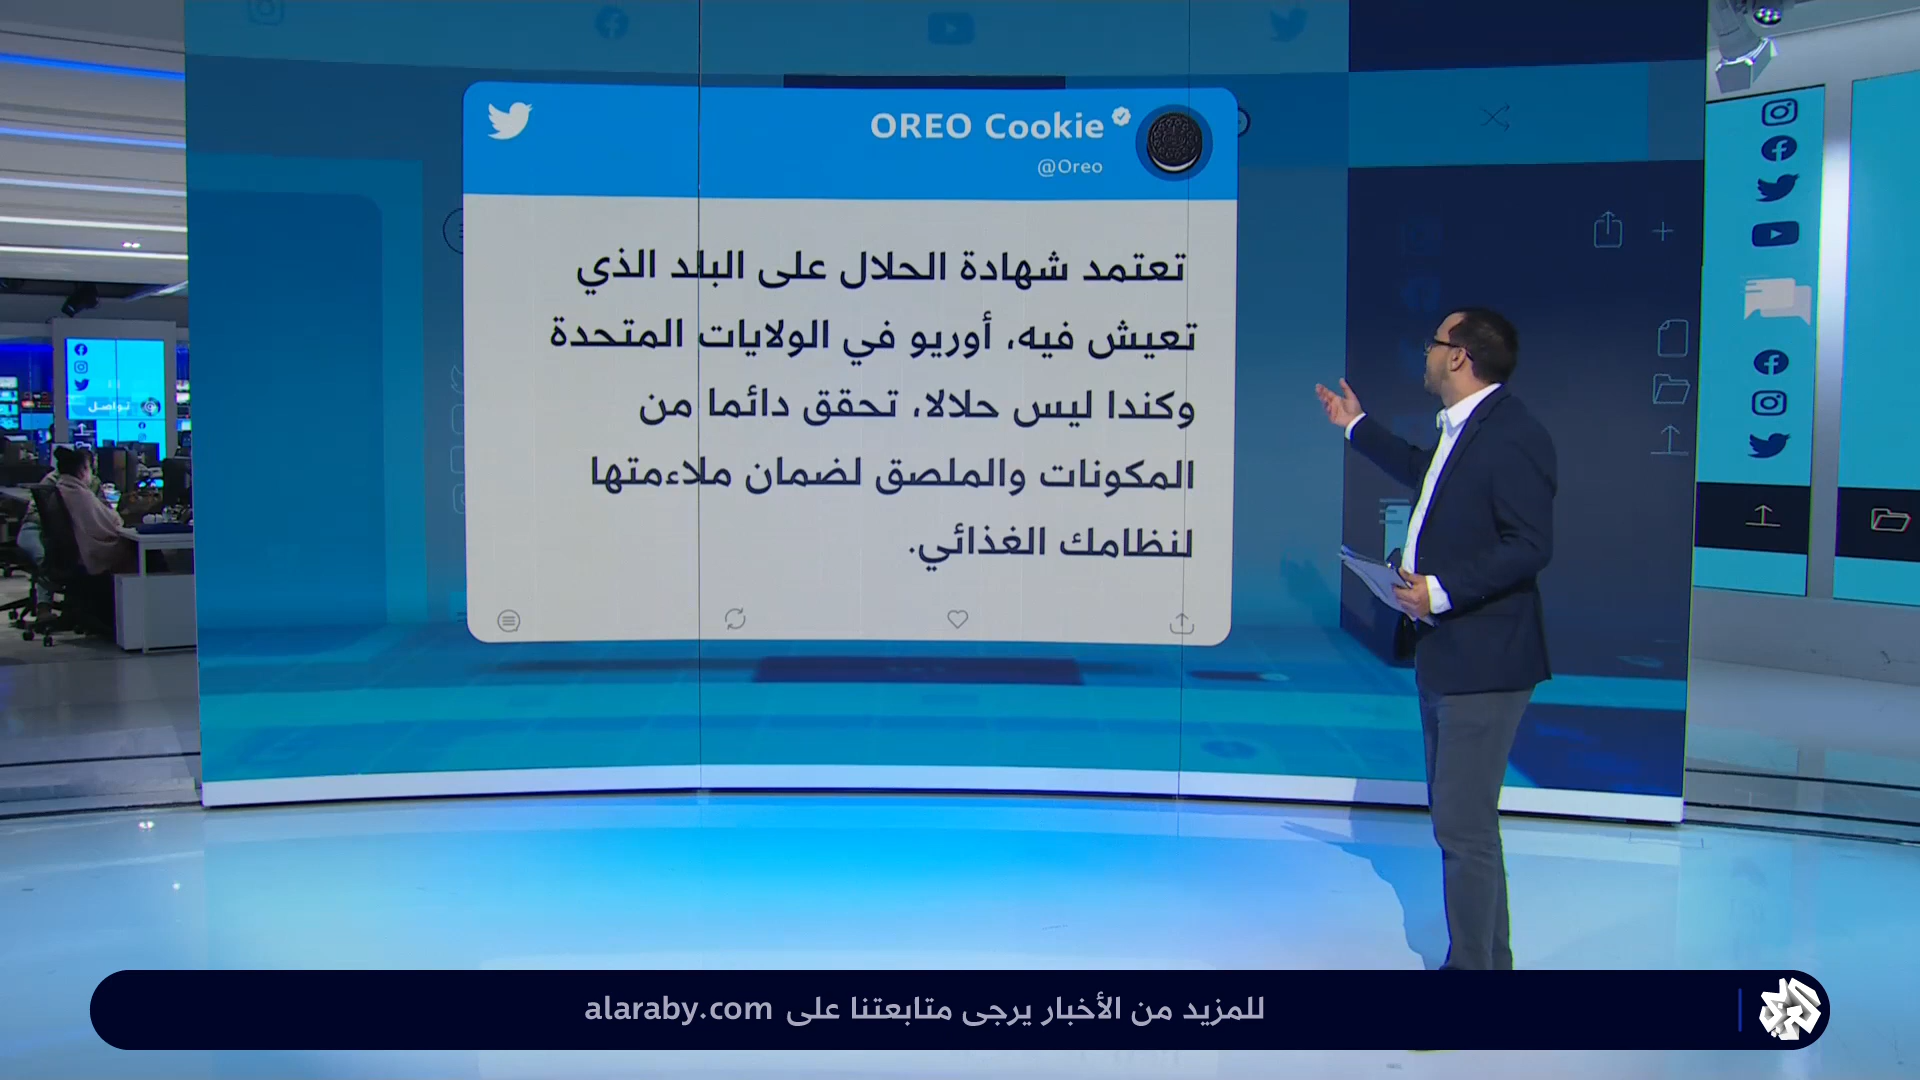 OREO Cookie
@Oreo
تعتمد شهادة الحلال على البلد الذي
تعيش فيه، أوريو في الولايات المتحدة
وكندا ليس حلالا، تحقق دائما من
المكونات والملصق لضمان ملاءمتها
لنظامك الغذائي.
تواصل
للمزيد من الأخبار يرجى متابعتنا على alaraby.com